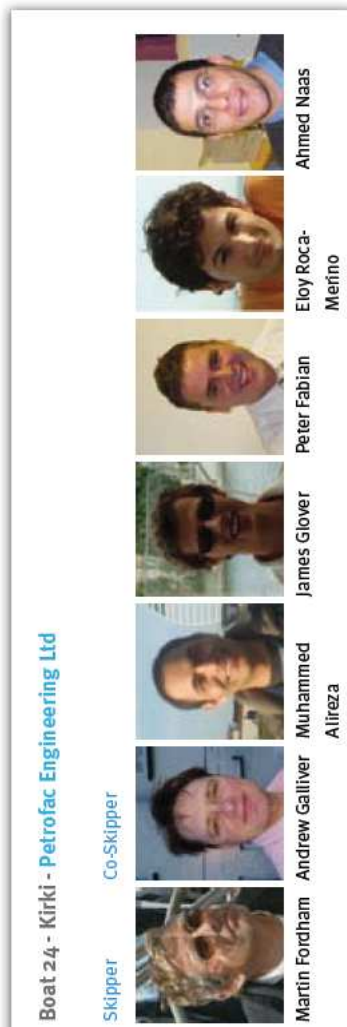 Boat 24 - Kirki - Petrofac Engineering Ltd
Skipper
Co-Skipper
Martin Fordham
Andrew Galliver
Muhammed
Alireza
James Glover
Peter Fabian
Eloy Roca-
Merino
Ahmed Naas